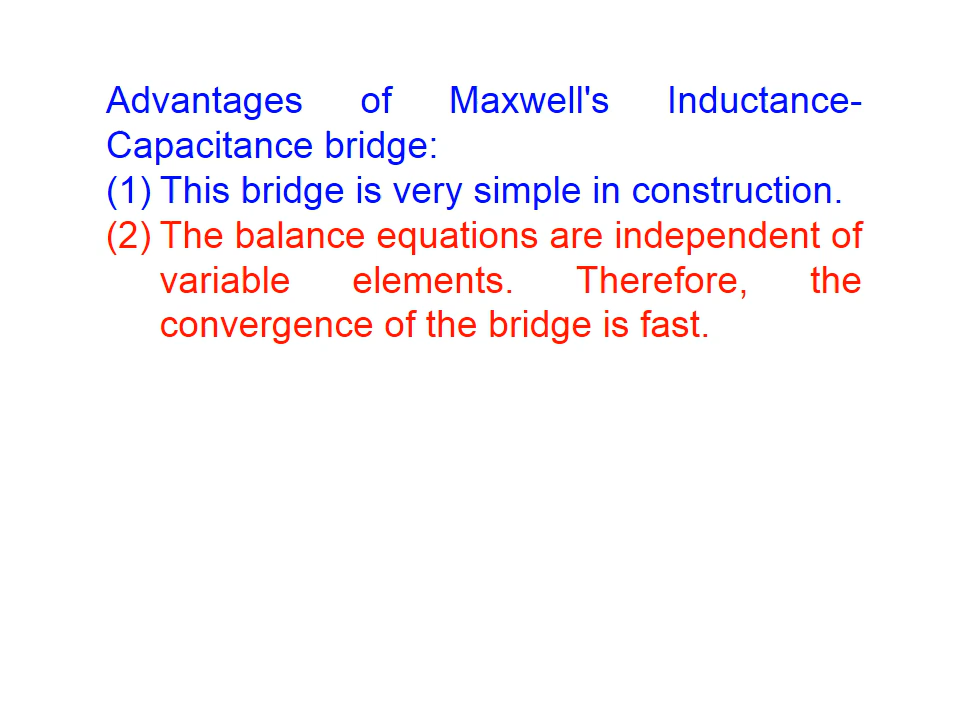 Advantages of Maxwell's Inductance-
Capacitance bridge:
(1) This bridge is very simple in construction.
(2) The balance equations are independent of
variable elements. Therefore, the
convergence of the bridge is fast.